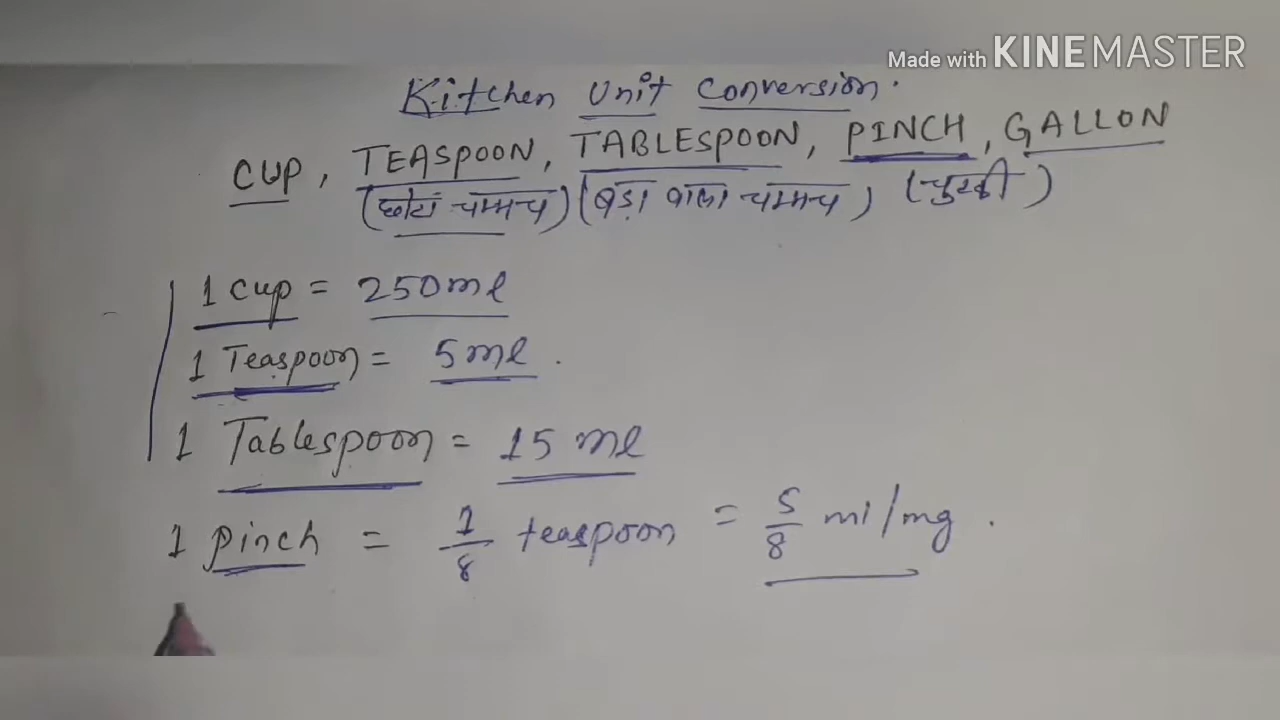 Made with KINEMASTER
Kitchen Unit Conversion.
CUP, TEASPOON, TABLESPOON, PINCH, GALLON
(छोटा चम्मच) (बड़ा वाला चम्मच) (चुटकी)
1 Cup = 250ml
1 Teaspoon = 5ml.
1 Tablespoon = 15 ml
1 pinch = 1/8 teaspoon = 5/8 ml/mg.